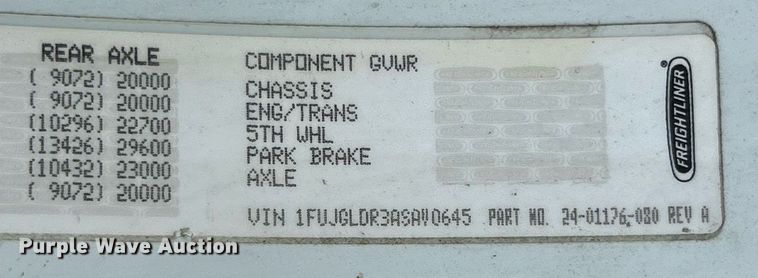 REAR AXLE
( 9072) 20000
( 9072) 20000
(10296) 22700
(13426) 29600
(10432) 23000
( 9072) 20000
COMPONENT GVWR
CHASSIS
ENG/TRANS
5TH WHL
PARK BRAKE
AXLE
VIN 1FUJGLDR3ASAV0645 PART NO. 24-01176-080 REV A
FREIGHTLINER
Purple Wave Auction